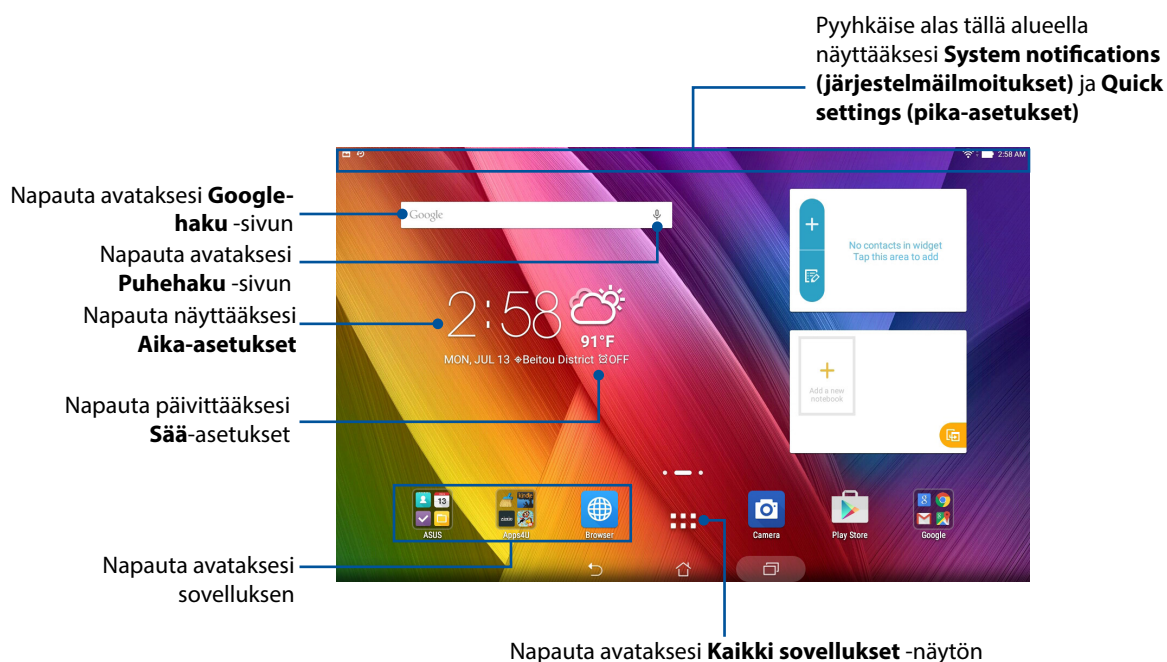 Pyyhkäise alas tällä alueella
näyttääksesi System notifications
(järjestelmäilmoitukset) ja Quick
settings (pika-asetukset)
2:58 AM
Napauta avataksesi Google-
haku -sivun
Google
Napauta avataksesi
Puhehaku -sivun
No contacts in widget
Tap this area to add
Napauta näyttääksesi
Aika-asetukset
2:58
91°F
MON, JUL 13 Beitou District OFF
Add a new
notebook
Napauta päivittääksesi
Sää-asetukset
13
ASUS
Apps4U
Browser
Camera
Play Store
Google
Napauta avataksesi
sovelluksen
Napauta avataksesi Kaikki sovellukset -näytön